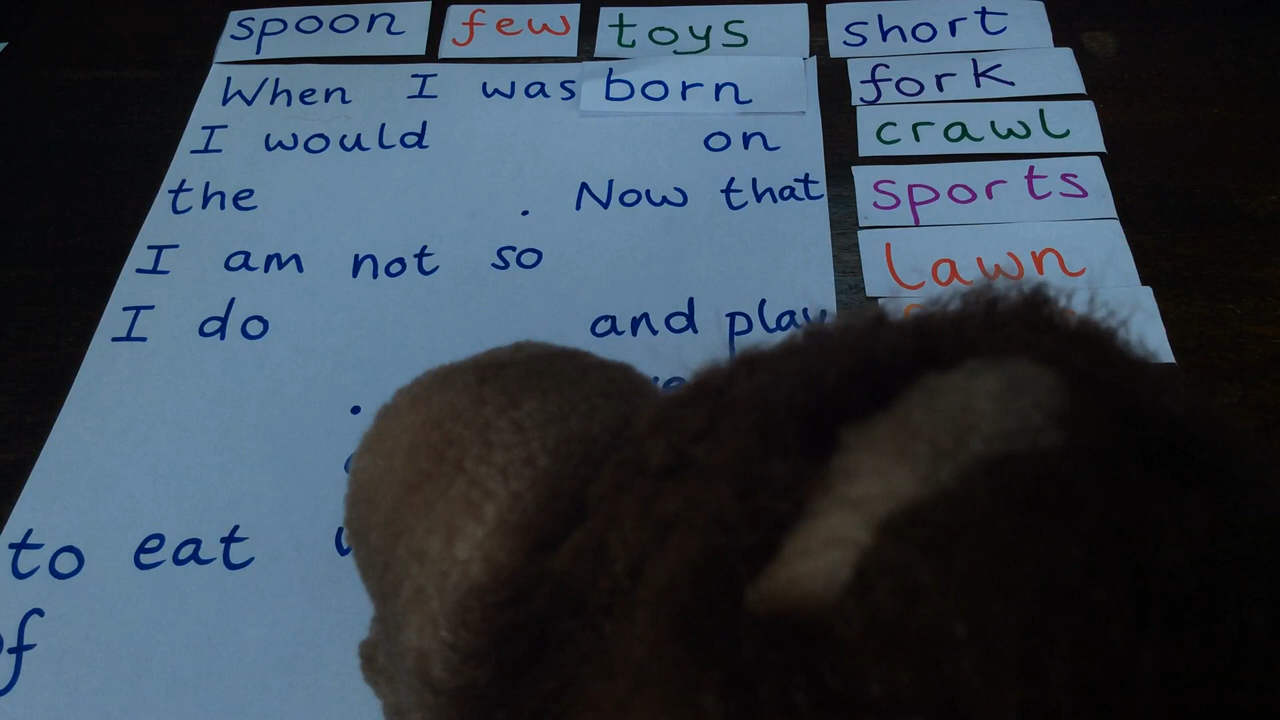 spoon few toys short
When I was born fork
I would on crawl
the . Now that sports
I am not so lawn
I do and play
.
to eat
of